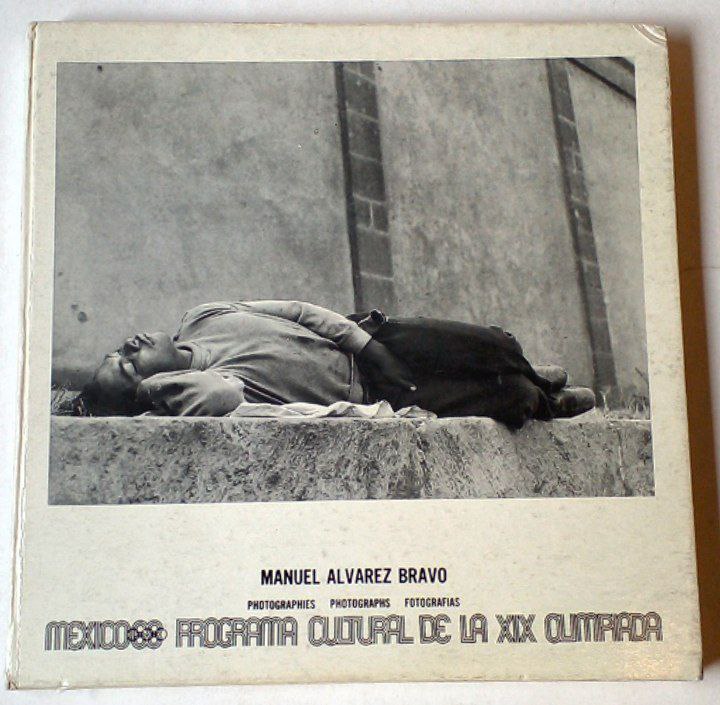 MANUEL ALVAREZ BRAVO
PHOTOGRAPHIES PHOTOGRAPHS FOTOGRAFIAS
MEXICO68 PROGRAMA CULTURAL DE LA XIX OLIMPIADA